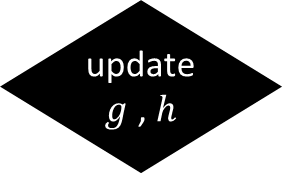 update
g , h